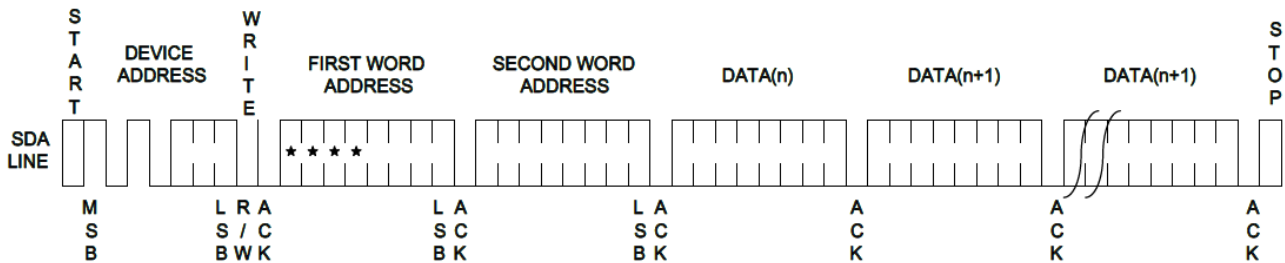 START
DEVICE
ADDRESS
WRITE
FIRST WORD
ADDRESS
SECOND WORD
ADDRESS
DATA(n)
DATA(n+1)
DATA(n+1)
STOP
SDA
LINE
★ ★ ★ ★
MSB
LSB
R/W
ACK
LSB
ACK
LSB
ACK
ACK
ACK
ACK